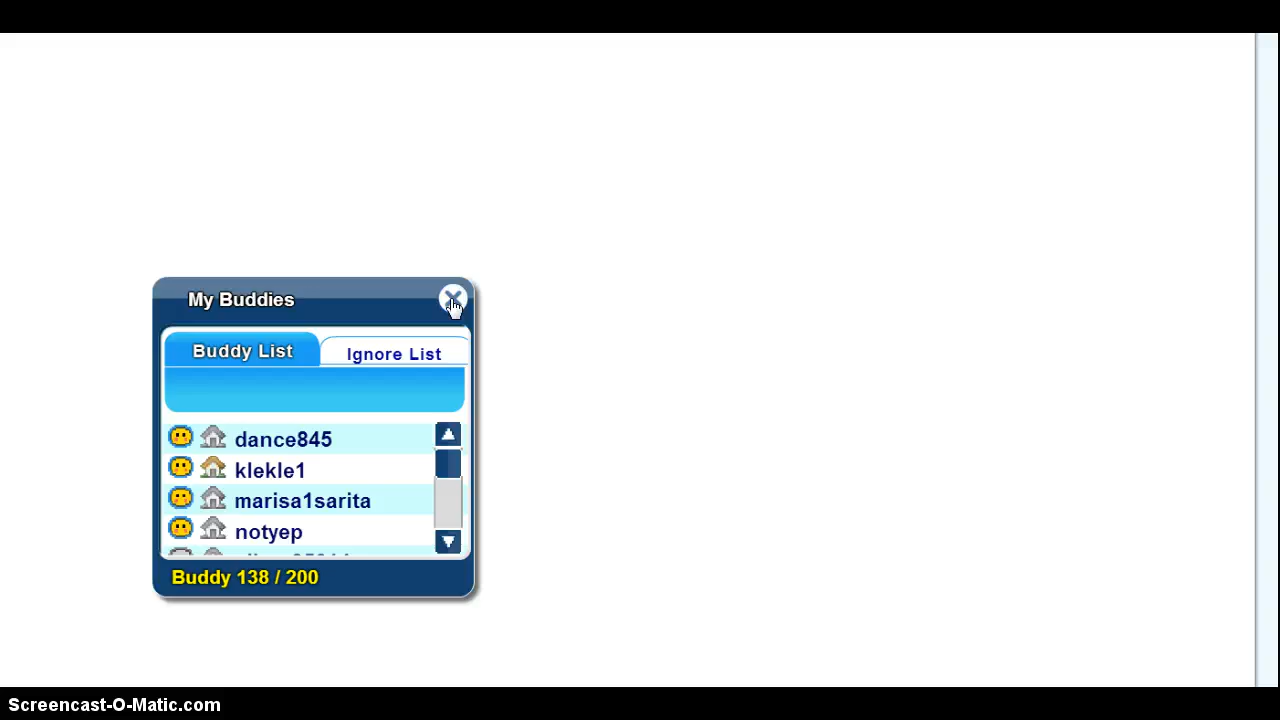 My Buddies
Buddy List
Ignore List
dance845
klekle1
marisa1sarita
notyep
Buddy 138 / 200
Screencast-O-Matic.com